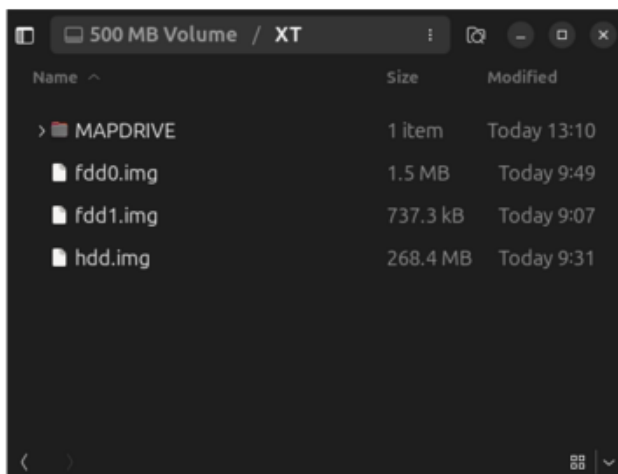 500 MB Volume / XT
Name Size Modified
MAPDRIVE 1 item Today 13:10
fdd0.img 1.5 MB Today 9:49
fdd1.img 737.3 kB Today 9:07
hdd.img 268.4 MB Today 9:31